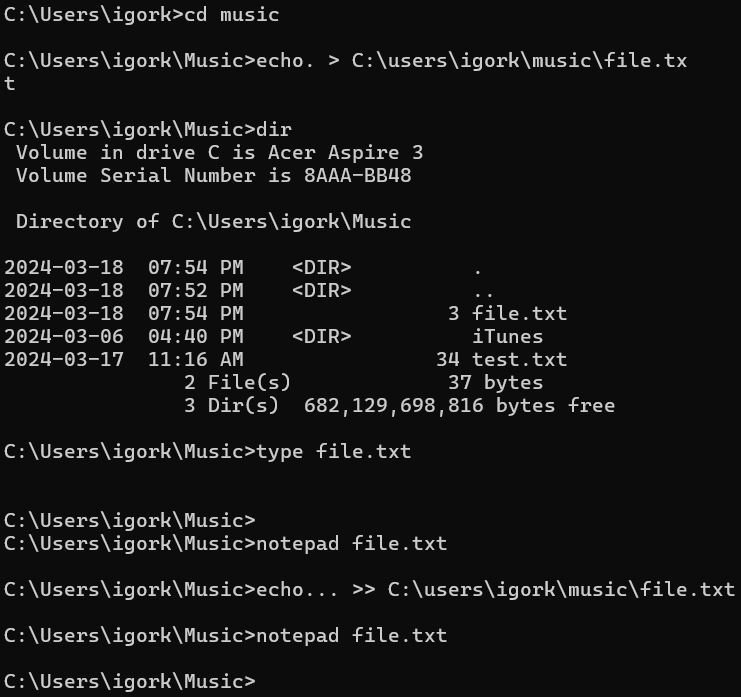 C:\Users\igork>cd music
C:\Users\igork\Music>echo. > C:\users\igork\music\file.tx
t
C:\Users\igork\Music>dir
 Volume in drive C is Acer Aspire 3
 Volume Serial Number is 8AAA-BB48
 Directory of C:\Users\igork\Music
2024-03-18  07:54 PM    <DIR>          .
2024-03-18  07:52 PM    <DIR>          ..
2024-03-18  07:54 PM                 3 file.txt
2024-03-06  04:40 PM    <DIR>          iTunes
2024-03-17  11:16 AM                34 test.txt
               2 File(s)             37 bytes
               3 Dir(s)  682,129,698,816 bytes free
C:\Users\igork\Music>type file.txt
C:\Users\igork\Music>
C:\Users\igork\Music>notepad file.txt
C:\Users\igork\Music>echo... >> C:\users\igork\music\file.txt
C:\Users\igork\Music>notepad file.txt
C:\Users\igork\Music>